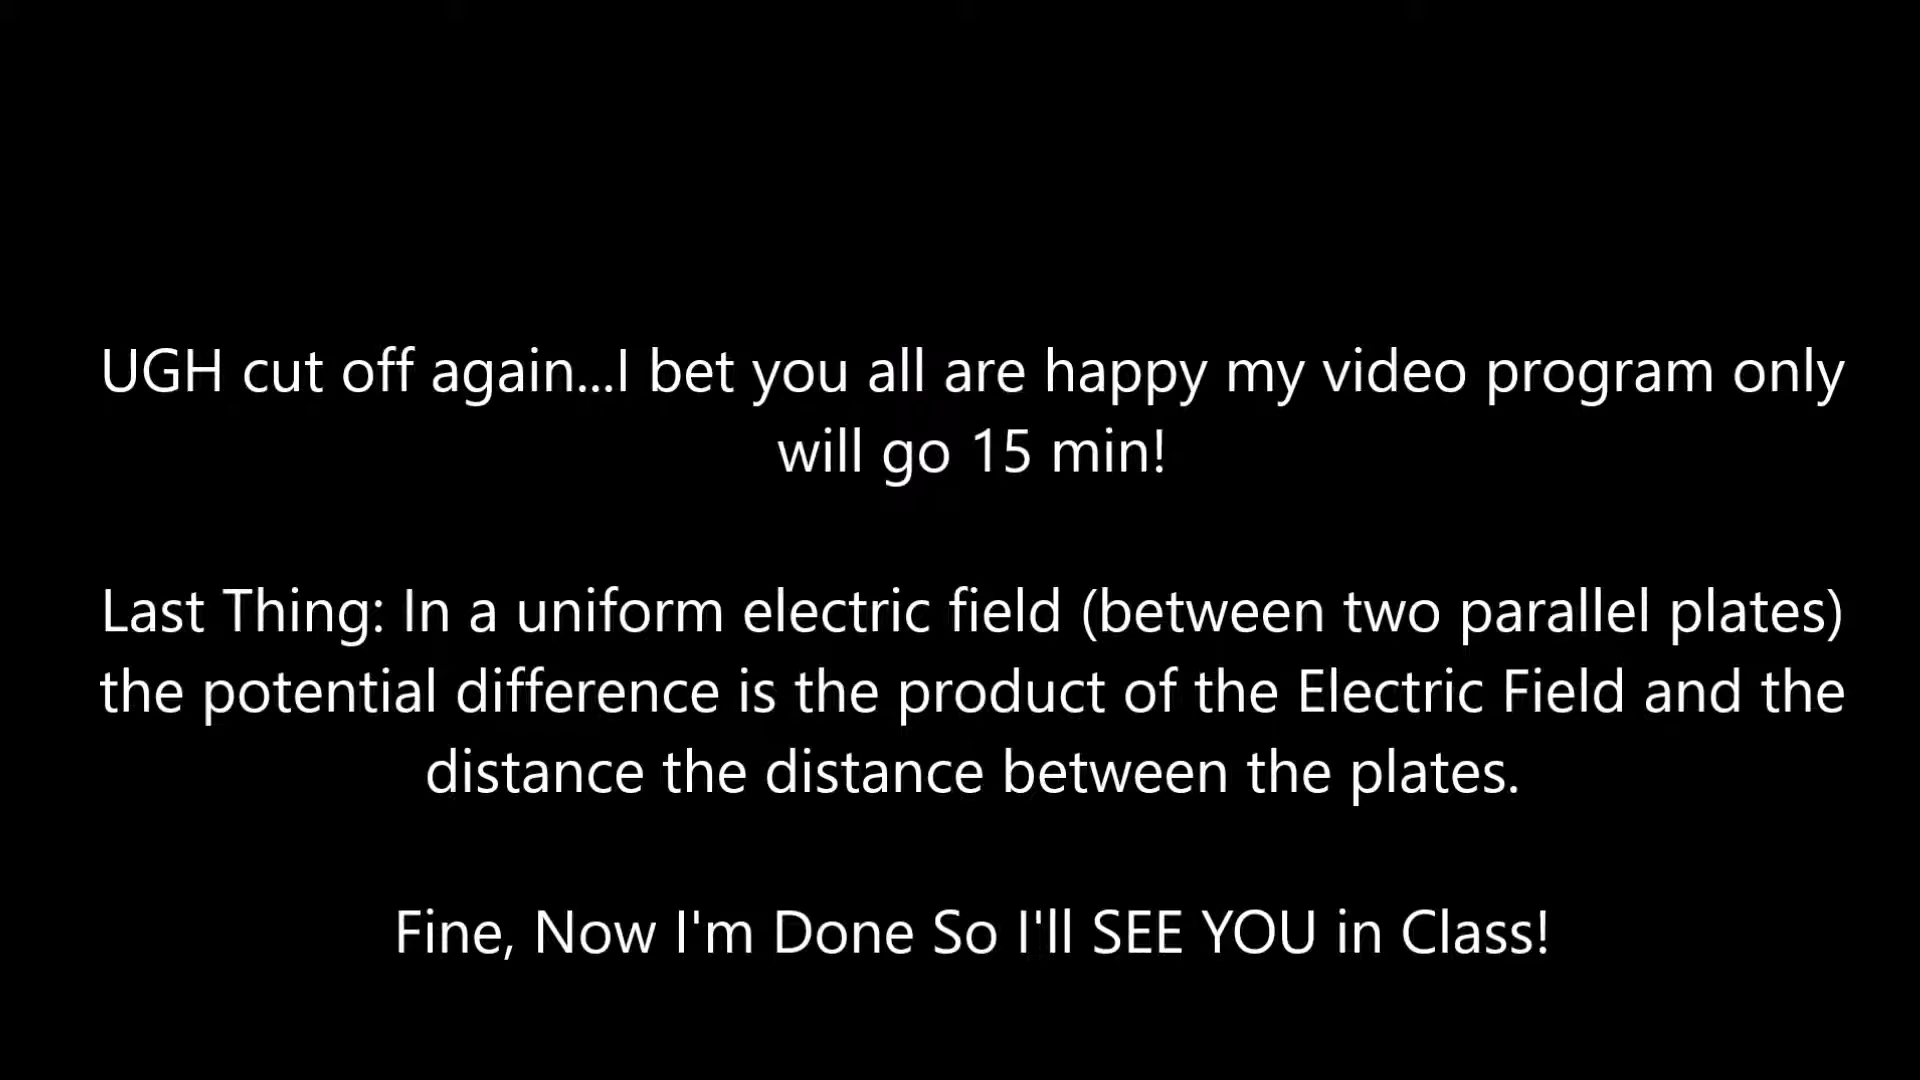 UGH cut off again...I bet you all are happy my video program only
will go 15 min!
Last Thing: In a uniform electric field (between two parallel plates)
the potential difference is the product of the Electric Field and the
distance the distance between the plates.
Fine, Now I'm Done So I'll SEE YOU in Class!